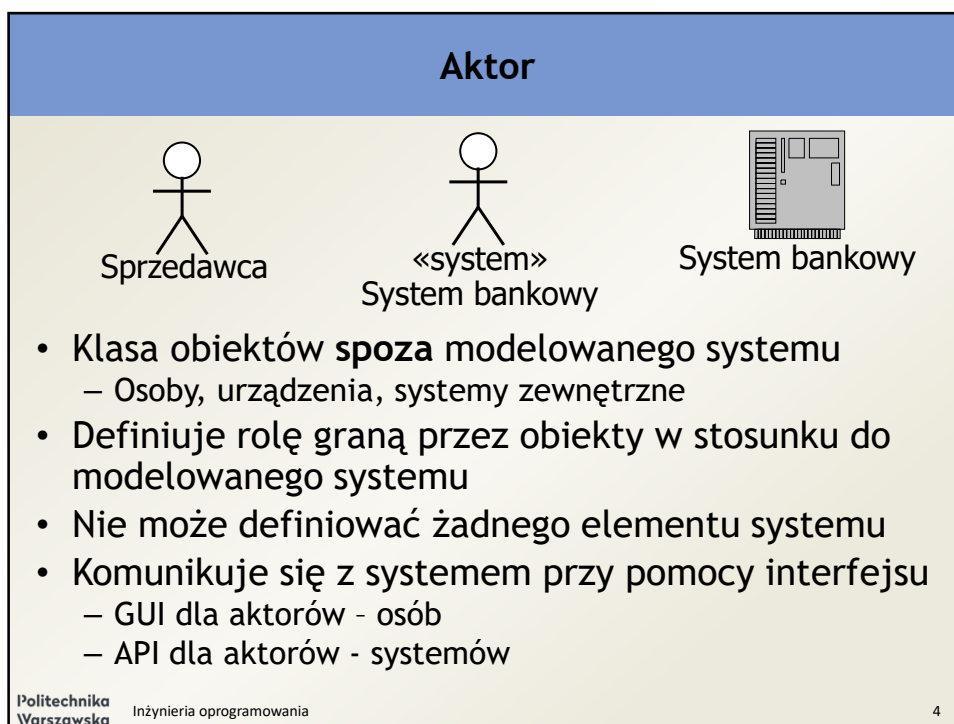 Aktor
Sprzedawca
«system»
System bankowy
System bankowy
• Klasa obiektów spoza modelowanego systemu
– Osoby, urządzenia, systemy zewnętrzne
• Definiuje rolę graną przez obiekty w stosunku do
modelowanego systemu
• Nie może definiować żadnego elementu systemu
• Komunikuje się z systemem przy pomocy interfejsu
– GUI dla aktorów – osób
– API dla aktorów - systemów
Politechnika
Warszawska
Inżynieria oprogramowania
4